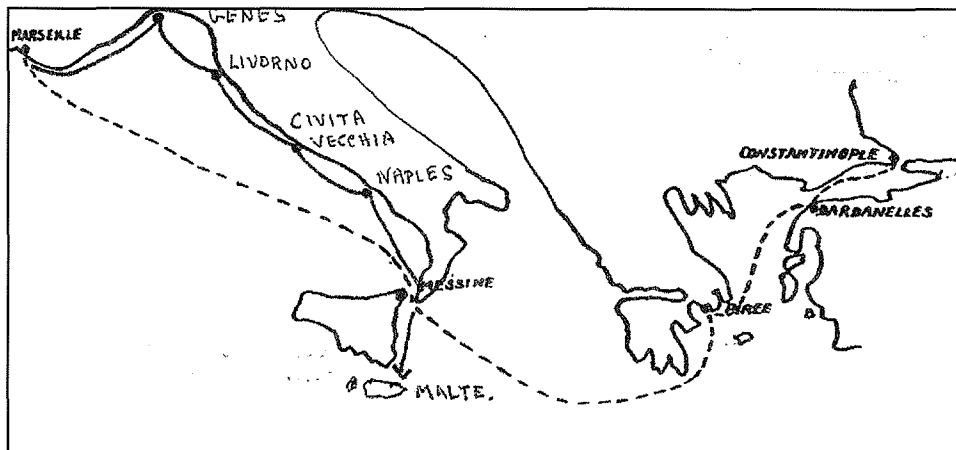 GENES
MARSEILLE
LIVORNO
CIVITA
VECCHIA
NAPLES
CONSTANTINOPLE
DARDANELLES
MESSINE
PIREE
MALTE.